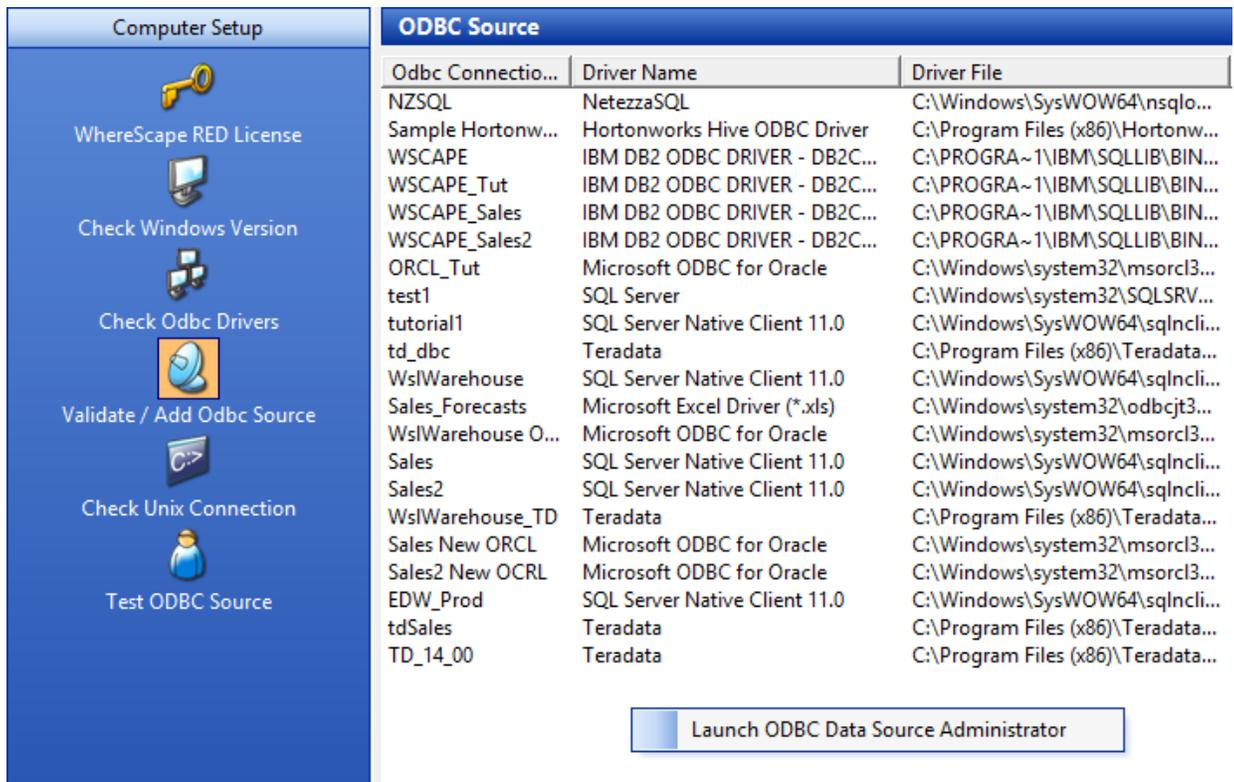 Computer Setup
WhereScape RED License
Check Windows Version
Check Odbc Drivers
Validate / Add Odbc Source
C:>
Check Unix Connection
Test ODBC Source
ODBC Source
Odbc Connectio... Driver Name Driver File
NZSQL NetezzaSQL C:\Windows\SysWOW64\nsqlo...
Sample Hortonw... Hortonworks Hive ODBC Driver C:\Program Files (x86)\Hortonw...
WSCAPE IBM DB2 ODBC DRIVER - DB2C... C:\PROGRA~1\IBM\SQLLIB\BIN...
WSCAPE_Tut IBM DB2 ODBC DRIVER - DB2C... C:\PROGRA~1\IBM\SQLLIB\BIN...
WSCAPE_Sales IBM DB2 ODBC DRIVER - DB2C... C:\PROGRA~1\IBM\SQLLIB\BIN...
WSCAPE_Sales2 IBM DB2 ODBC DRIVER - DB2C... C:\PROGRA~1\IBM\SQLLIB\BIN...
ORCL_Tut Microsoft ODBC for Oracle C:\Windows\system32\msorcl3...
test1 SQL Server C:\Windows\system32\SQLSRV...
tutorial1 SQL Server Native Client 11.0 C:\Windows\SysWOW64\sqlncli...
td_dbc Teradata C:\Program Files (x86)\Teradata...
WslWarehouse SQL Server Native Client 11.0 C:\Windows\SysWOW64\sqlncli...
Sales_Forecasts Microsoft Excel Driver (*.xls) C:\Windows\system32\odbcjt3...
WslWarehouse O... Microsoft ODBC for Oracle C:\Windows\system32\msorcl3...
Sales SQL Server Native Client 11.0 C:\Windows\SysWOW64\sqlncli...
Sales2 SQL Server Native Client 11.0 C:\Windows\SysWOW64\sqlncli...
WslWarehouse_TD Teradata C:\Program Files (x86)\Teradata...
Sales New ORCL Microsoft ODBC for Oracle C:\Windows\system32\msorcl3...
Sales2 New OCRL Microsoft ODBC for Oracle C:\Windows\system32\msorcl3...
EDW_Prod SQL Server Native Client 11.0 C:\Windows\SysWOW64\sqlncli...
tdSales Teradata C:\Program Files (x86)\Teradata...
TD_14_00 Teradata C:\Program Files (x86)\Teradata...
Launch ODBC Data Source Administrator